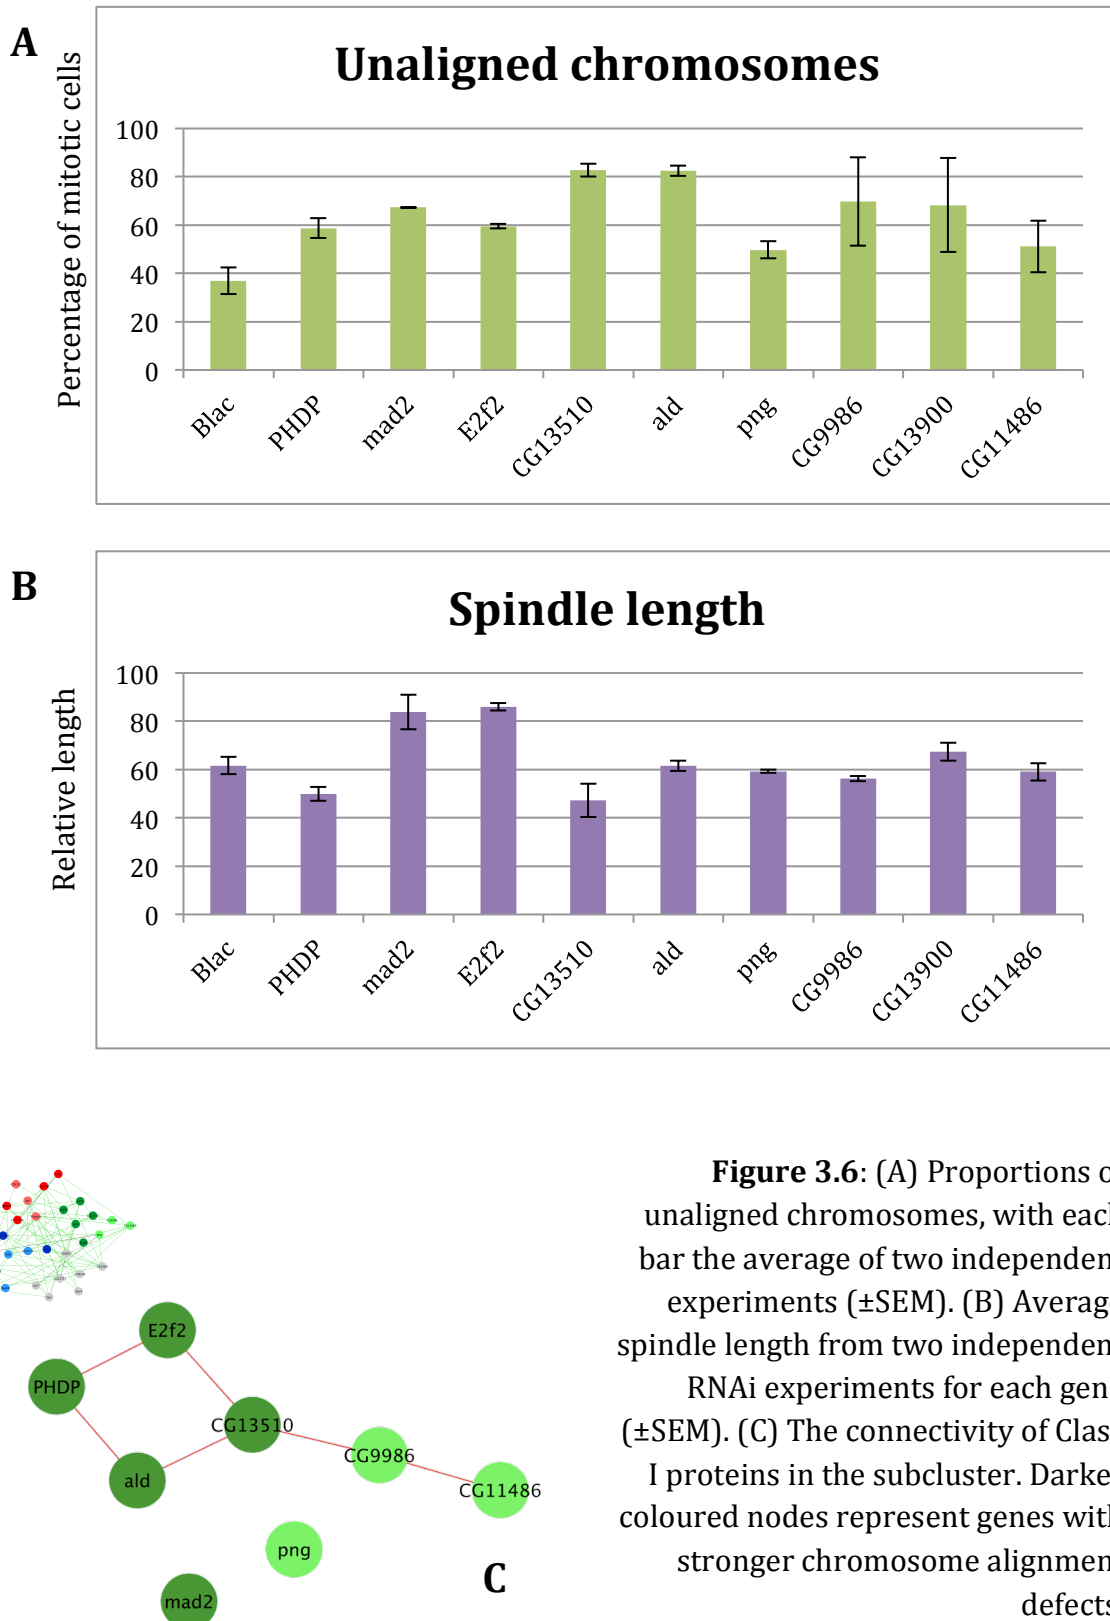 A
Unaligned chromosomes
Percentage of mitotic cells
100
80
60
40
20
0
Blac
PHDP
mad2
E2f2
CG13510
ald
png
CG9986
CG13900
CG11486
B
Spindle length
Relative length
100
80
60
40
20
0
Blac
PHDP
mad2
E2f2
CG13510
ald
png
CG9986
CG13900
CG11486
E2f2
PHDP
CG13510
ald
CG9986
CG11486
png
mad2
C
Figure 3.6: (A) Proportions o
unaligned chromosomes, with each
bar the average of two independen
experiments (±SEM). (B) Average
spindle length from two independen
RNAi experiments for each gen
(±SEM). (C) The connectivity of Clas
I proteins in the subcluster. Darke
coloured nodes represent genes with
stronger chromosome alignmen
defects